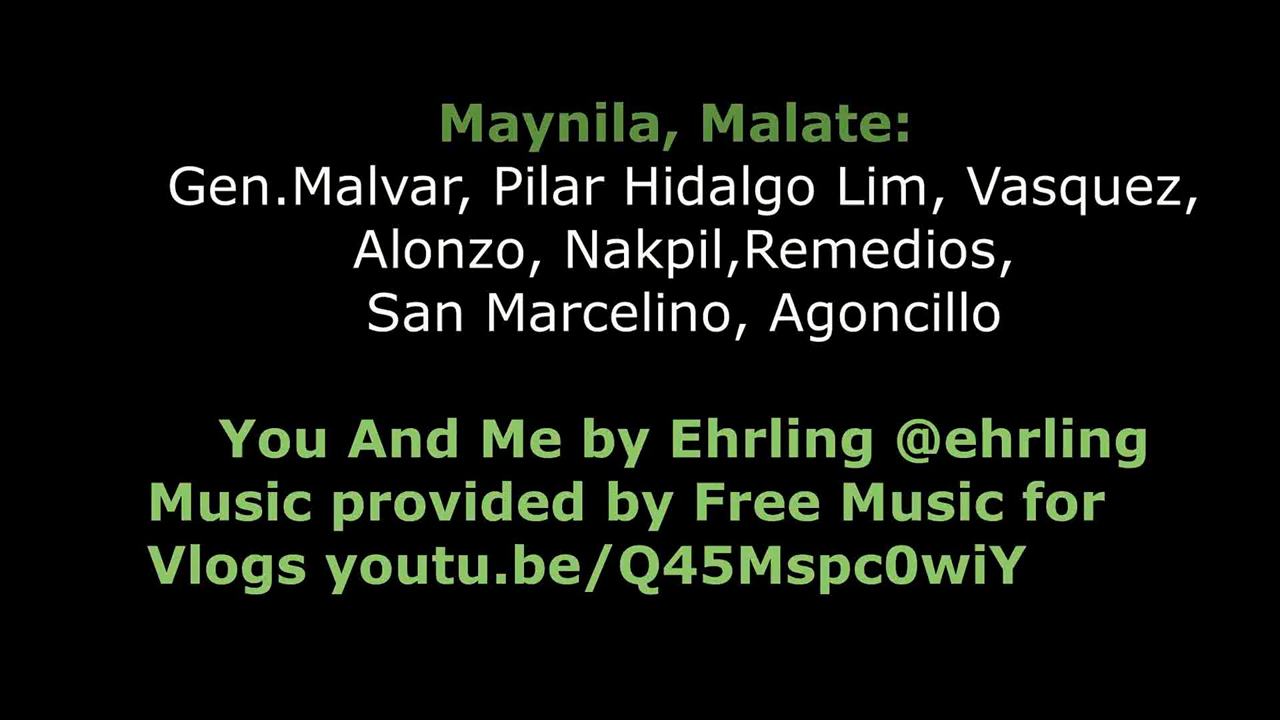 Maynila, Malate:
Gen.Malvar, Pilar Hidalgo Lim, Vasquez,
Alonzo, Nakpil,Remedios,
San Marcelino, Agoncillo
You And Me by Ehrling @ehrling
Music provided by Free Music for
Vlogs youtu.be/Q45Mspc0wiY